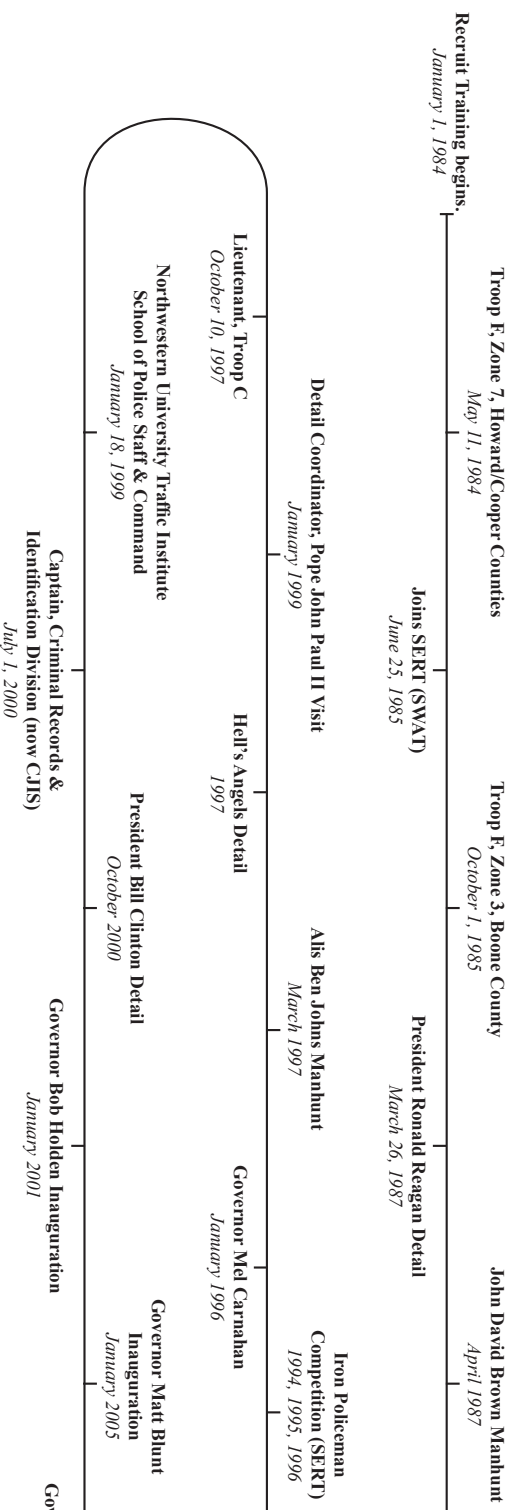 Recruit Training begins.
January 1, 1984
Troop F, Zone 7, Howard/Cooper Counties
May 11, 1984
Joins SERT (SWAT)
June 25, 1985
Troop F, Zone 3, Boone County
October 1, 1985
President Ronald Reagan Detail
March 26, 1987
John David Brown Manhunt
April 1987
Lieutenant, Troop C
October 10, 1997
Detail Coordinator, Pope John Paul II Visit
January 1999
Hell's Angels Detail
1997
Alis Ben Johns Manhunt
March 1997
Governor Mel Carnahan
January 1996
Iron Policeman
Competition (SERT)
1994, 1995, 1996
Northwestern University Traffic Institute
School of Police Staff & Command
January 18, 1999
Captain, Criminal Records &
Identification Division (now CJIS)
July 1, 2000
President Bill Clinton Detail
October 2000
Governor Bob Holden Inauguration
January 2001
Governor Matt Blunt
Inauguration
January 2005